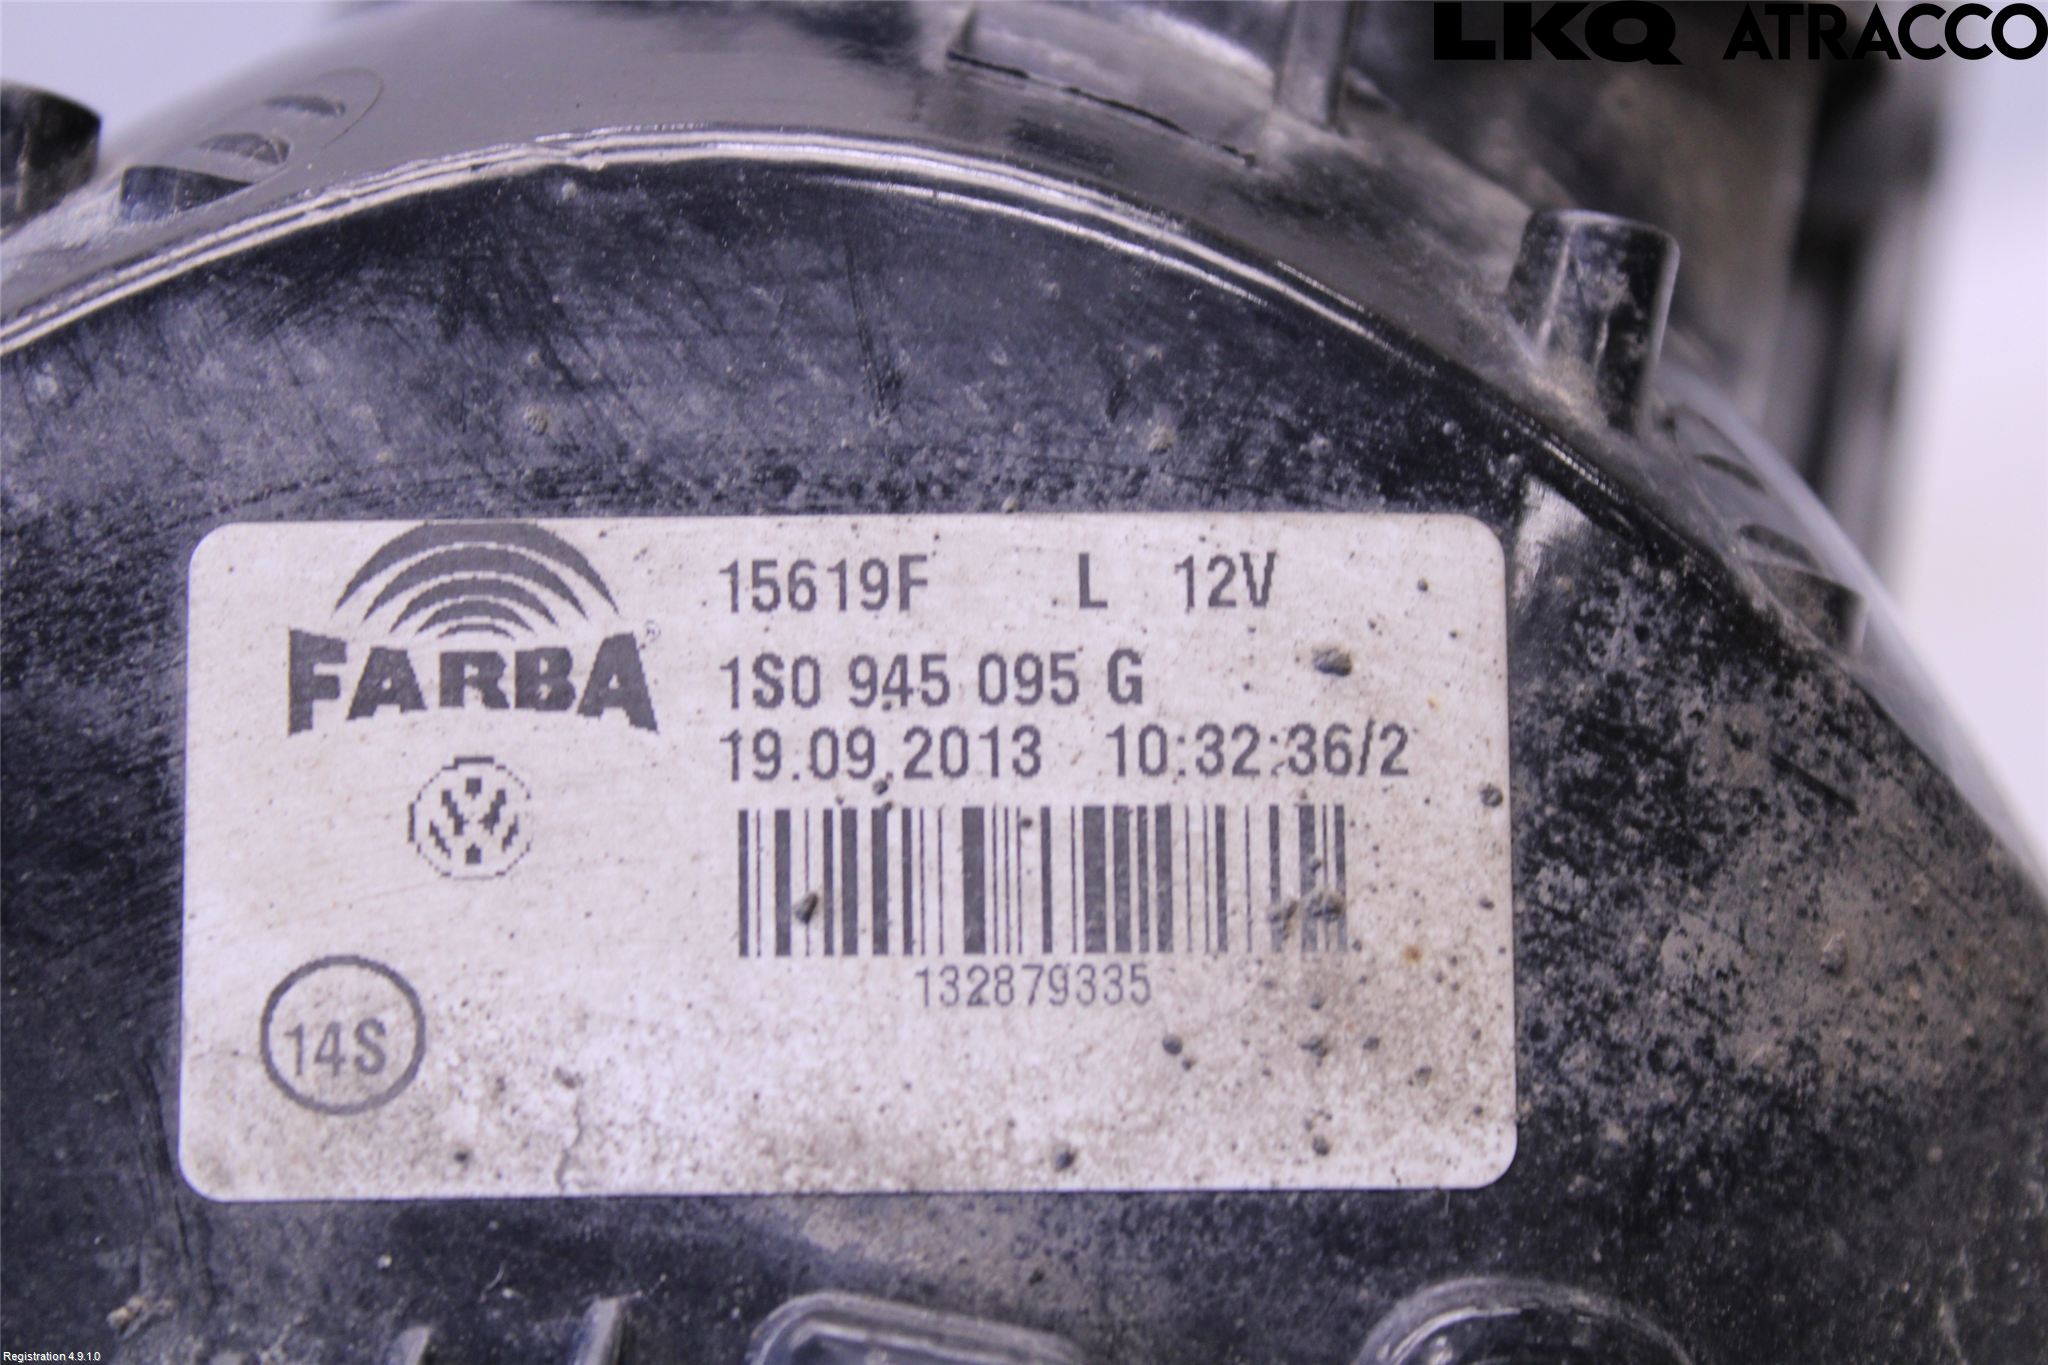 LKQ ATRACCO
FARBA®
15619F L 12V
1S0 945 095 G
19.09.2013 10:32:36/2
132879335
14S
Registration 4.9.1.0